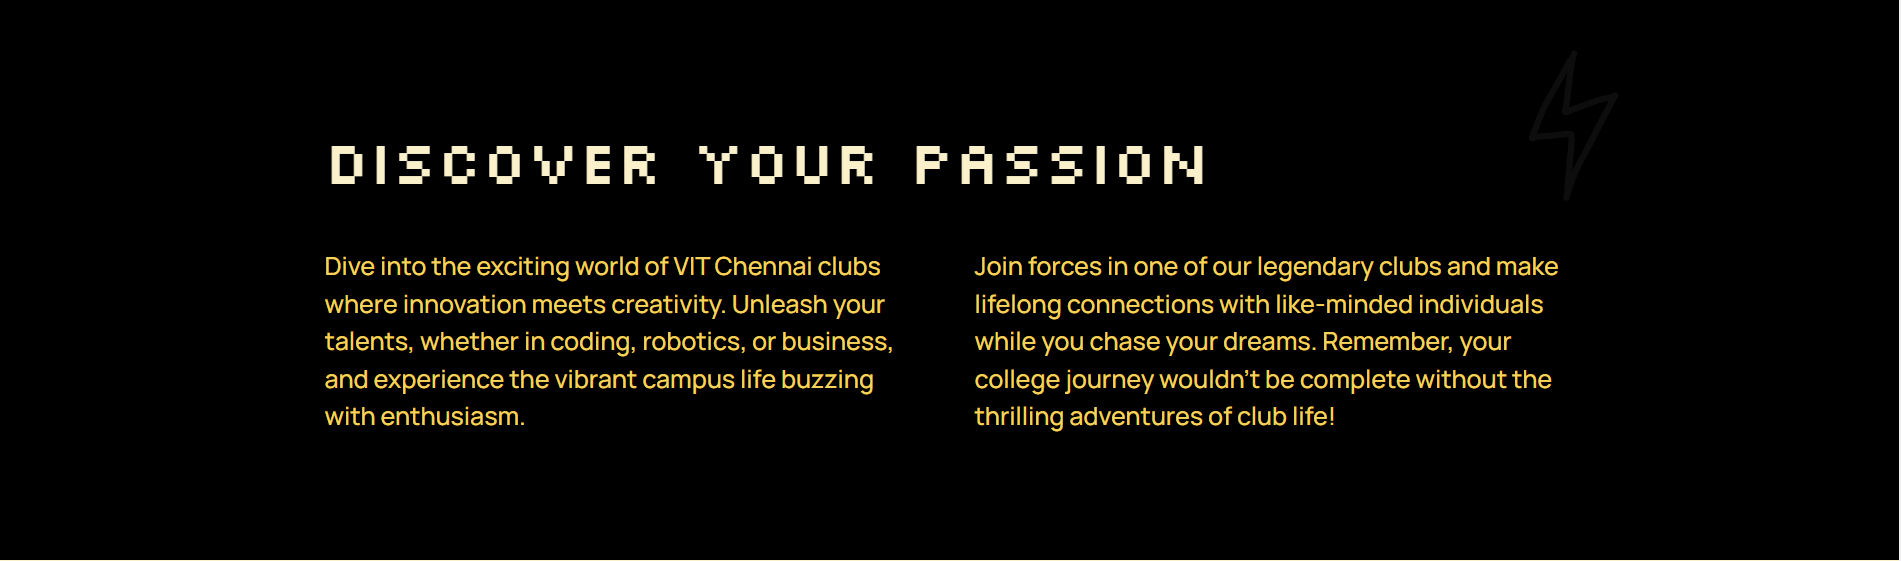 DISCOVER YOUR PASSION
Dive into the exciting world of VIT Chennai clubs
where innovation meets creativity. Unleash your
talents, whether in coding, robotics, or business,
and experience the vibrant campus life buzzing
with enthusiasm.
Join forces in one of our legendary clubs and make
lifelong connections with like-minded individuals
while you chase your dreams. Remember, your
college journey wouldn’t be complete without the
thrilling adventures of club life!